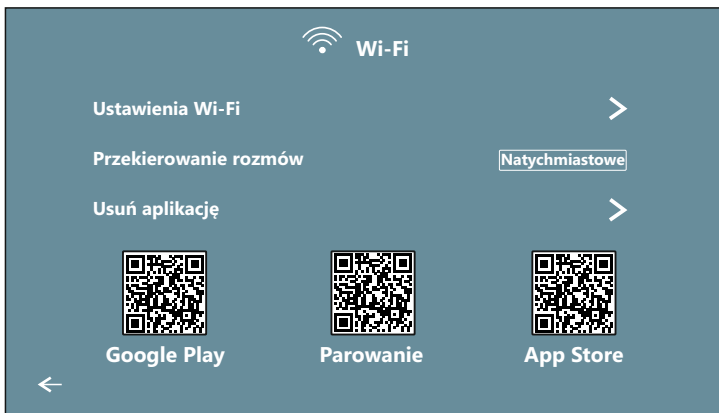 Wi-Fi
Ustawienia Wi-Fi
Przekierowanie rozmów Natychmiastowe
Usuń aplikację
Google Play Parowanie App Store